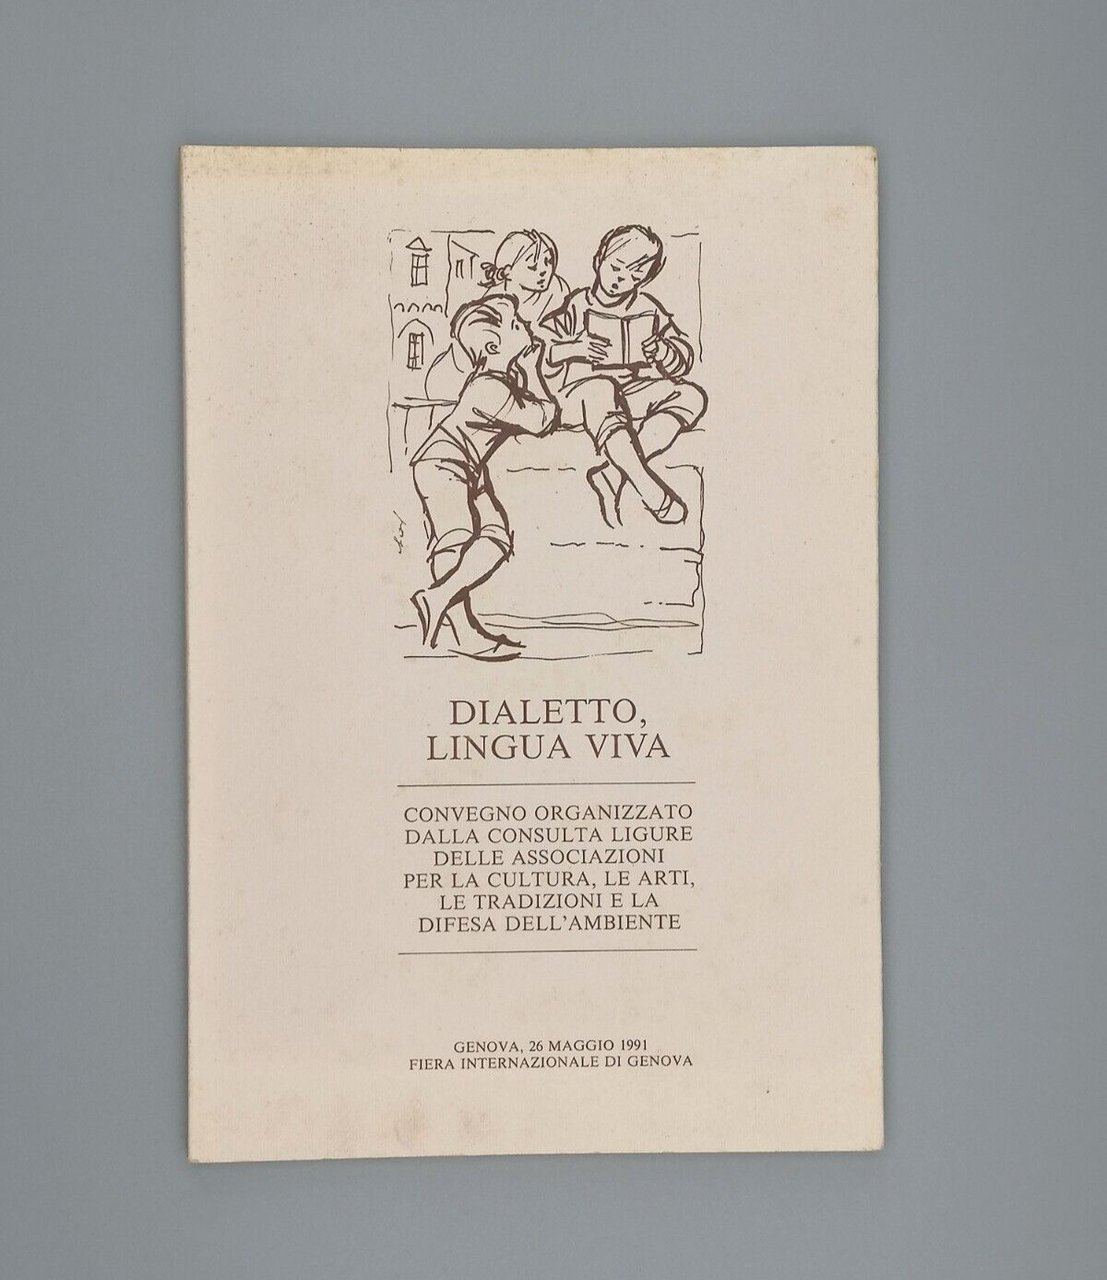 DIALETTO,
LINGUA VIVA
CONVEGNO ORGANIZZATO
DALLA CONSULTA LIGURE
DELLE ASSOCIAZIONI
PER LA CULTURA, LE ARTI,
LE TRADIZIONI E LA
DIFESA DELL'AMBIENTE
GENOVA, 26 MAGGIO 1991
FIERA INTERNAZIONALE DI GENOVA